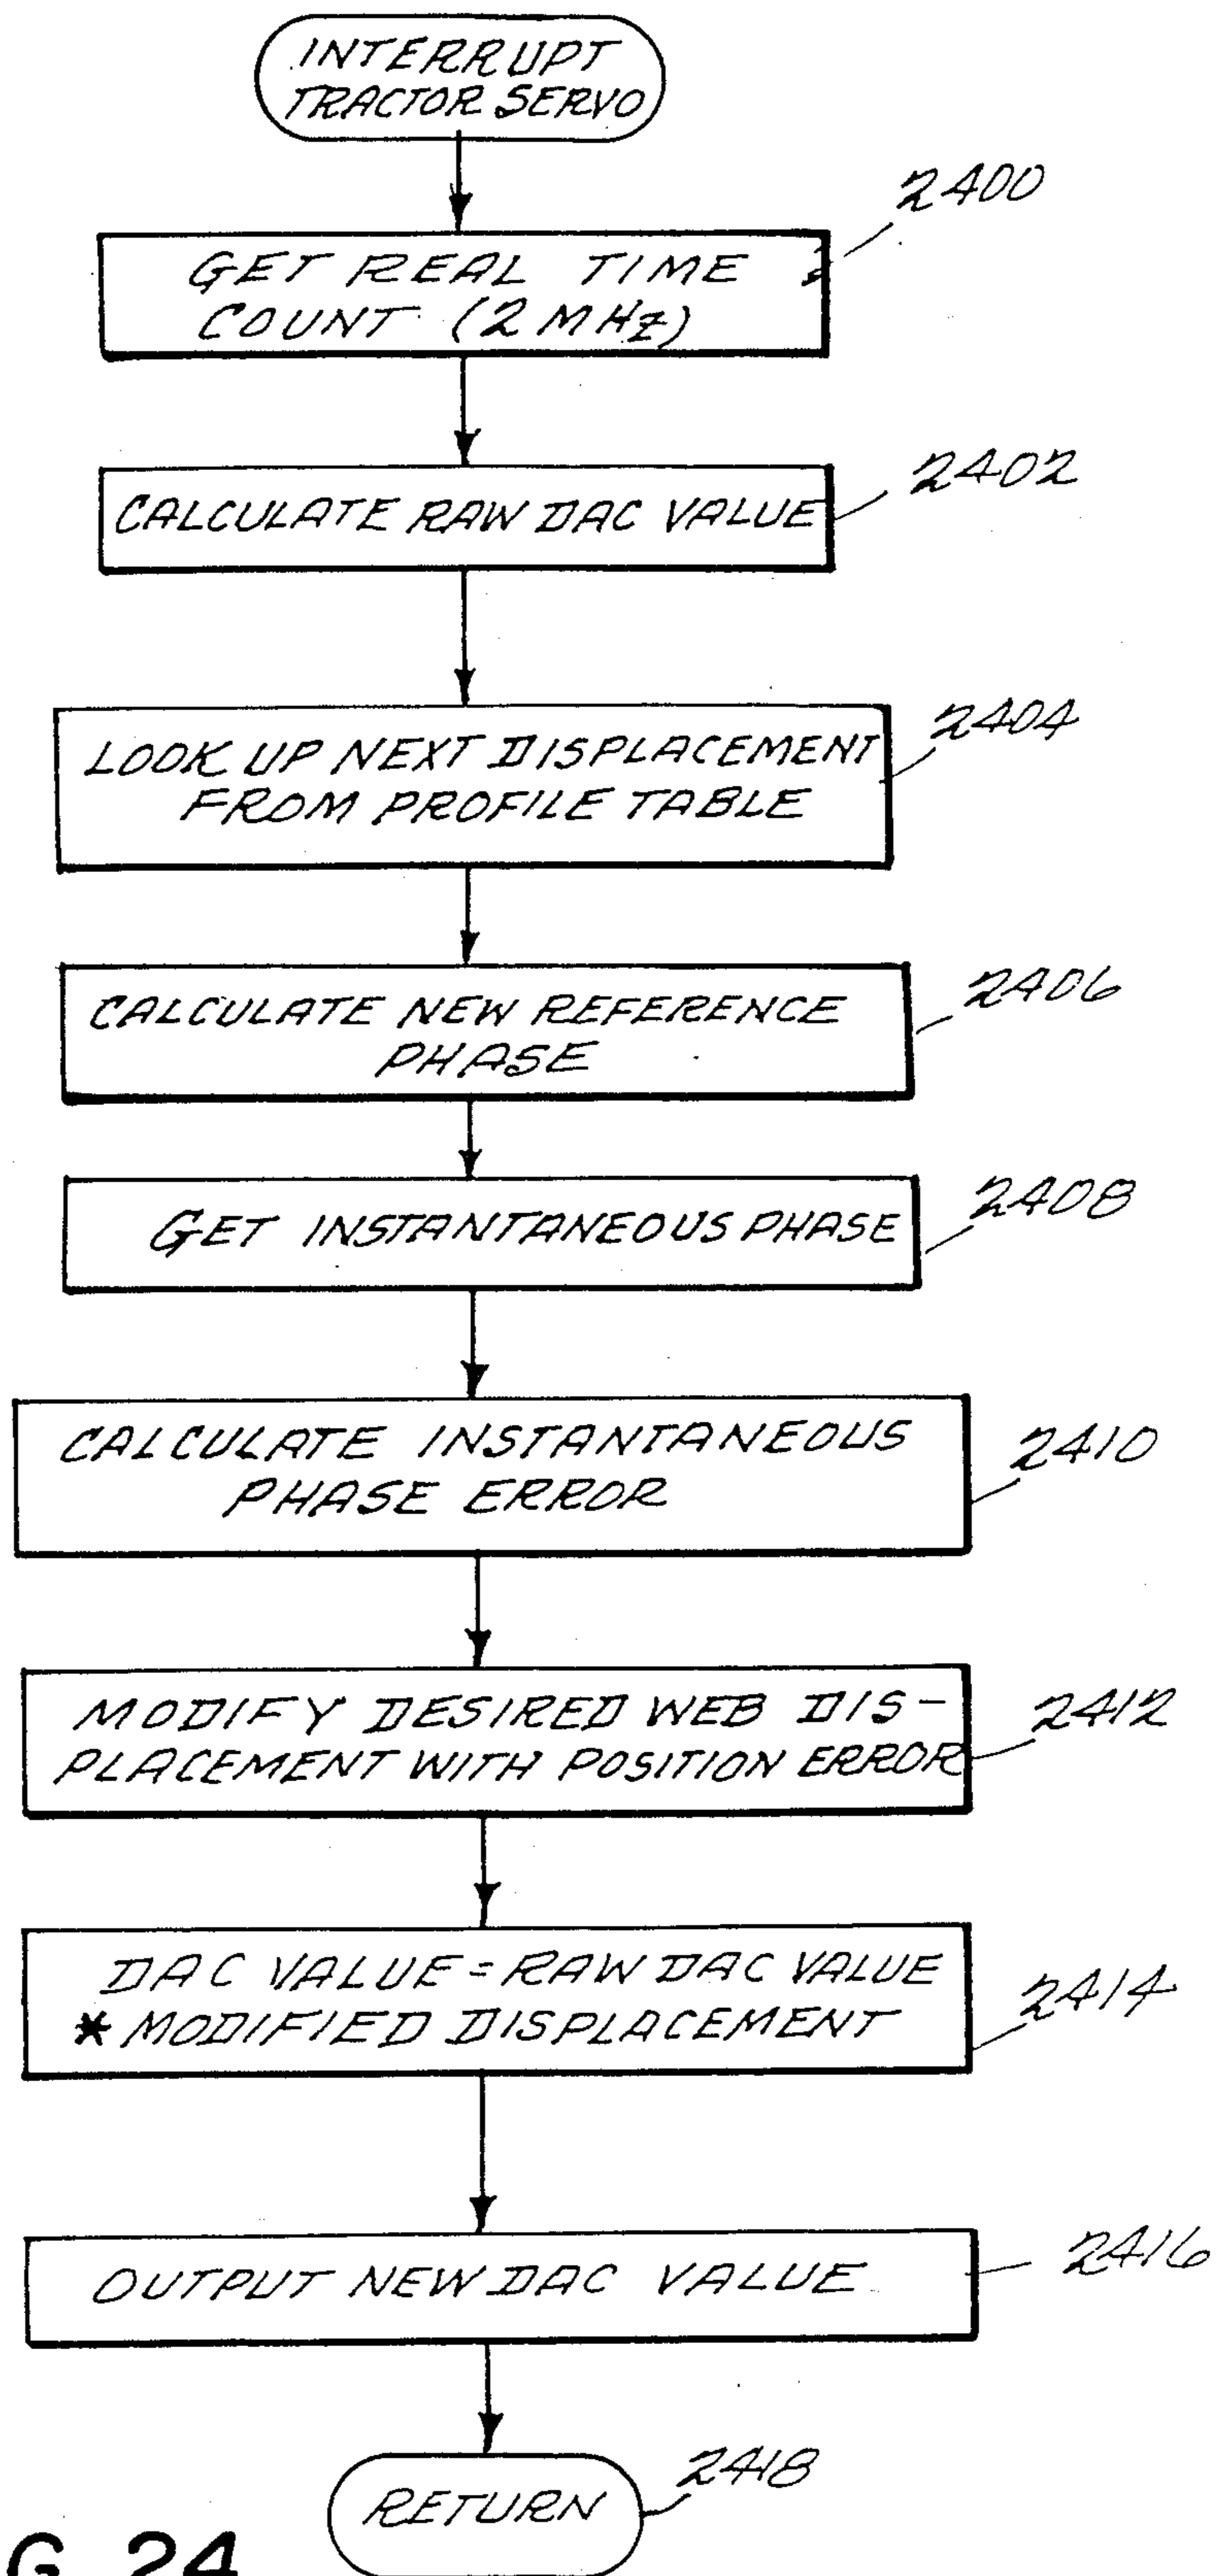 INTERRUPT
TRACTOR SERVO
2400
GET REAL TIME
COUNT (2 MHz)
2402
CALCULATE RAW DAC VALUE
2404
LOOK UP NEXT DISPLACEMENT
FROM PROFILE TABLE
2406
CALCULATE NEW REFERENCE
PHASE
2408
GET INSTANTANEOUS PHASE
2410
CALCULATE INSTANTANEOUS
PHASE ERROR
2412
MODIFY DESIRED WEB DIS-
PLACEMENT WITH POSITION ERROR
2414
DAC VALUE = RAW DAC VALUE
* MODIFIED DISPLACEMENT
2416
OUTPUT NEW DAC VALUE
2418
RETURN
G. 24